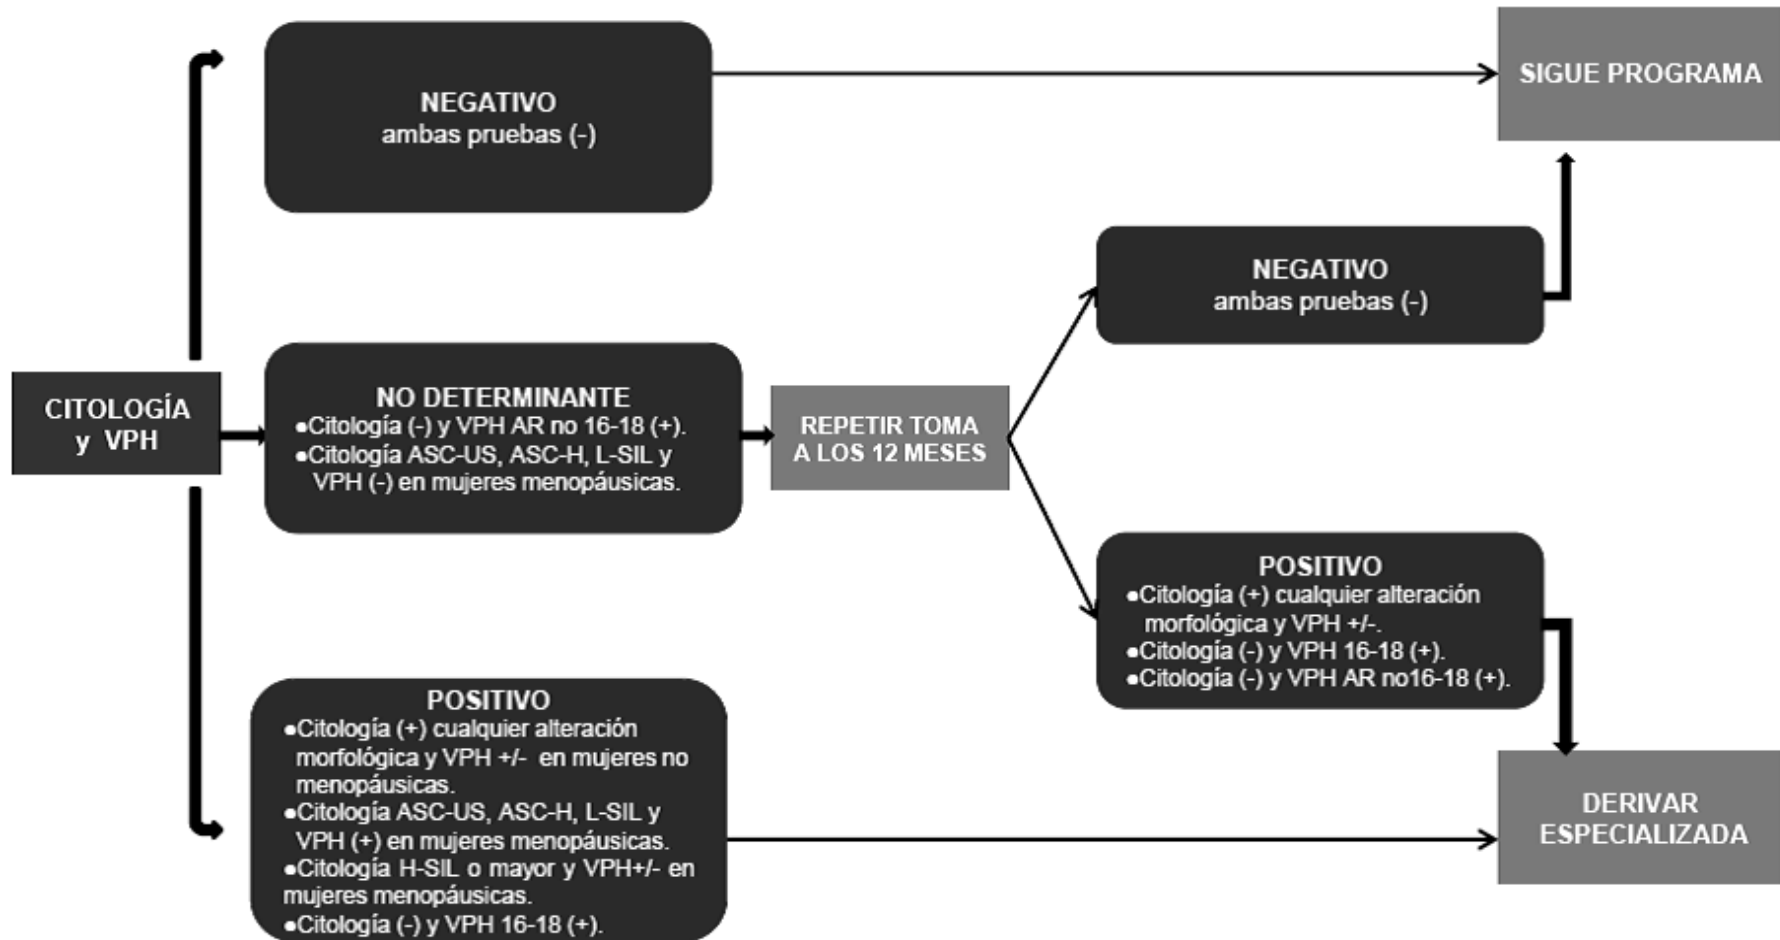 CITOLOGÍA
y VPH
NEGATIVO
ambas pruebas (-)
NO DETERMINANTE
●Citología (-) y VPH AR no 16-18 (+).
●Citología ASC-US, ASC-H, L-SIL y
VPH (-) en mujeres menopáusicas.
POSITIVO
●Citología (+) cualquier alteración
morfológica y VPH +/- en mujeres no
menopáusicas.
●Citología ASC-US, ASC-H, L-SIL y
VPH (+) en mujeres menopáusicas.
●Citología H-SIL o mayor y VPH+/- en
mujeres menopáusicas.
●Citología (-) y VPH 16-18 (+).
REPETIR TOMA
A LOS 12 MESES
NEGATIVO
ambas pruebas (-)
POSITIVO
●Citología (+) cualquier alteración
morfológica y VPH +/-.
●Citología (-) y VPH 16-18 (+).
●Citología (-) y VPH AR no16-18 (+).
SIGUE PROGRAMA
DERIVAR
ESPECIALIZADA